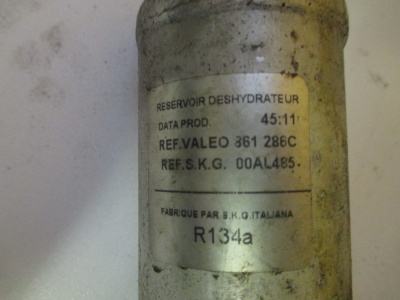 RESERVOIR DESHYDRATEUR
DATA PROD. 45:11
REF.VALEO 861 286C
REF.S.K.G. 00AL485
FABRIQUE PAR S.K.G.ITALIANA
R134a